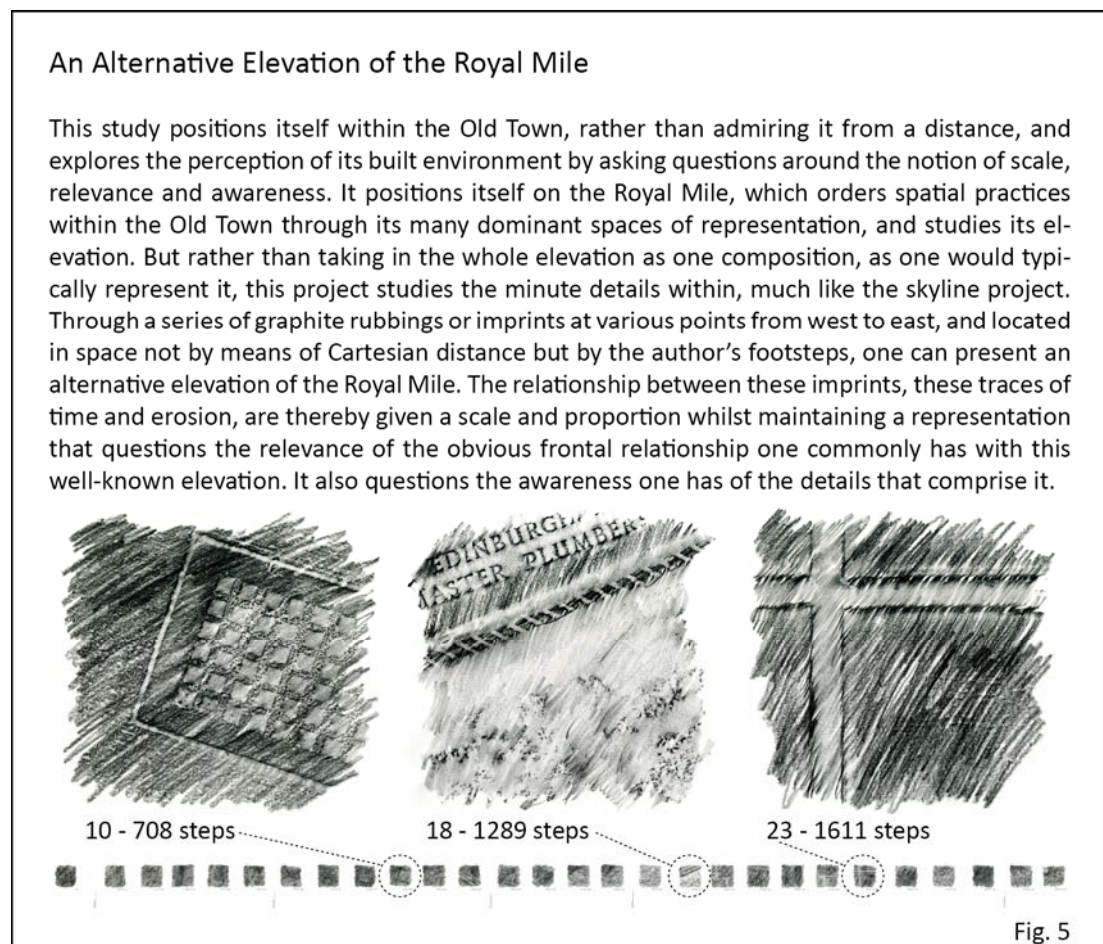 An Alternative Elevation of the Royal Mile
This study positions itself within the Old Town, rather than admiring it from a distance, and
explores the perception of its built environment by asking questions around the notion of scale,
relevance and awareness. It positions itself on the Royal Mile, which orders spatial practices
within the Old Town through its many dominant spaces of representation, and studies its el-
evation. But rather than taking in the whole elevation as one composition, as one would typi-
cally represent it, this project studies the minute details within, much like the skyline project.
Through a series of graphite rubbings or imprints at various points from west to east, and located
in space not by means of Cartesian distance but by the author's footsteps, one can present an
alternative elevation of the Royal Mile. The relationship between these imprints, these traces of
time and erosion, are thereby given a scale and proportion whilst maintaining a representation
that questions the relevance of the obvious frontal relationship one commonly has with this
well-known elevation. It also questions the awareness one has of the details that comprise it.
EDINBURGH
MASTER PLUMBERS
10 - 708 steps
18 - 1289 steps
23 - 1611 steps
Fig. 5